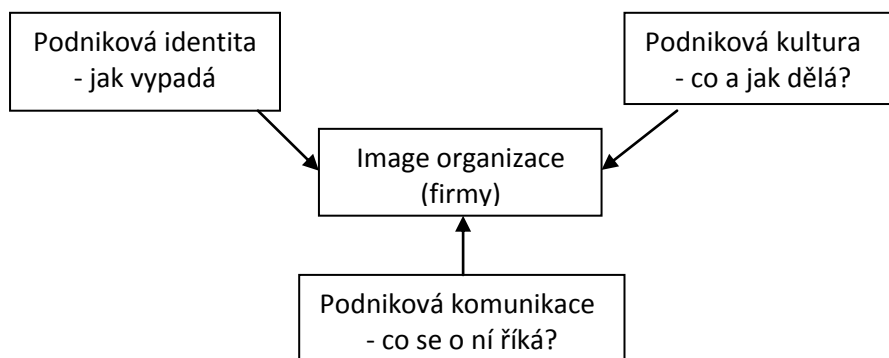 Podniková identita
- jak vypadá
Podniková kultura
- co a jak dělá?
Image organizace
(firmy)
Podniková komunikace
- co se o ní říká?